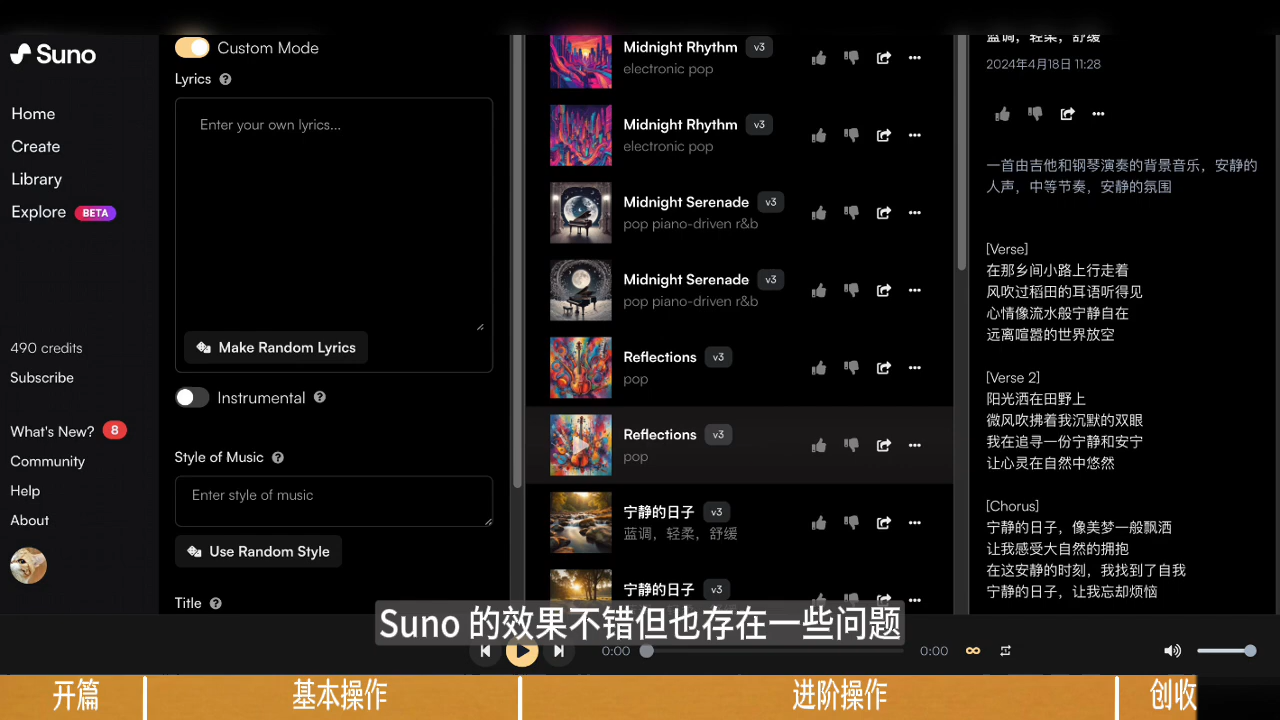 Suno
Home
Create
Library
Explore BETA
490 credits
Subscribe
What's New? 8
Community
Help
About
Custom Mode
Lyrics
Enter your own lyrics...
Make Random Lyrics
Instrumental
Style of Music
Enter style of music
Use Random Style
Title
Midnight Rhythm v3
electronic pop
Midnight Rhythm v3
electronic pop
Midnight Serenade v3
pop piano-driven r&b
Midnight Serenade v3
pop piano-driven r&b
Reflections v3
pop
Reflections v3
pop
宁静的日子 v3
蓝调，轻柔，舒缓
宁静的日子 v3
蓝调，轻柔，舒缓
2024年4月18日 11:28
一首由吉他和钢琴演奏的背景音乐，安静的
人声，中等节奏，安静的氛围
[Verse]
在那乡间小路上行走着
风吹过稻田的耳语听得见
心情像流水般宁静自在
远离喧嚣的世界放空
[Verse 2]
阳光洒在田野上
微风吹拂着我沉默的双眼
我在追寻一份宁静和安宁
让心灵在自然中悠然
[Chorus]
宁静的日子，像美梦一般飘洒
让我感受大自然的拥抱
在这安静的时刻，我找到了自我
宁静的日子，让我忘却烦恼
Suno 的效果不错但也存在一些问题
0:00
0:00
开篇
基本操作
进阶操作
创收